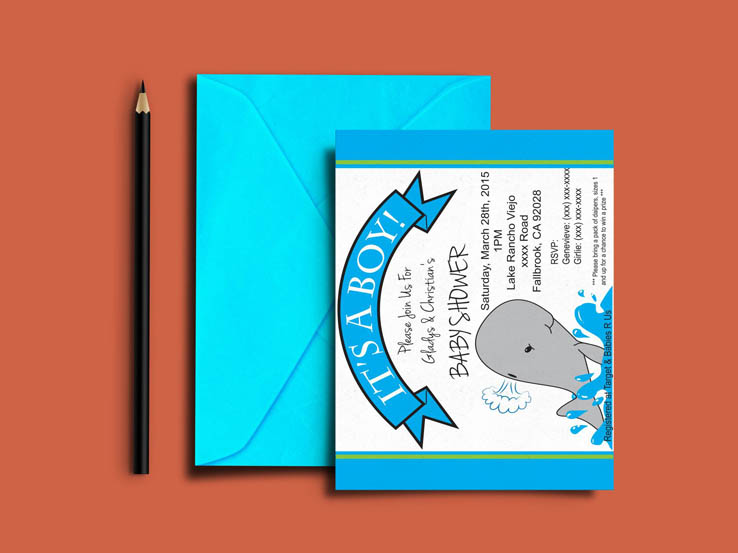 IT'S A BOY!
Please Join Us For
Gladys & Christian's
BABY SHOWER
Saturday, March 28th, 2015
1PM
Lake Rancho Viejo
xxxx Road
Fallbrook, CA 92028
RSVP:
Genevieve: (xxx) xxx-xxxx
Girlie: (xxx) xxx-xxxx
*** Please bring a pack of daipers, sizes 1
and up for a chance to win a prize ***
Registered at Target & Babies R Us